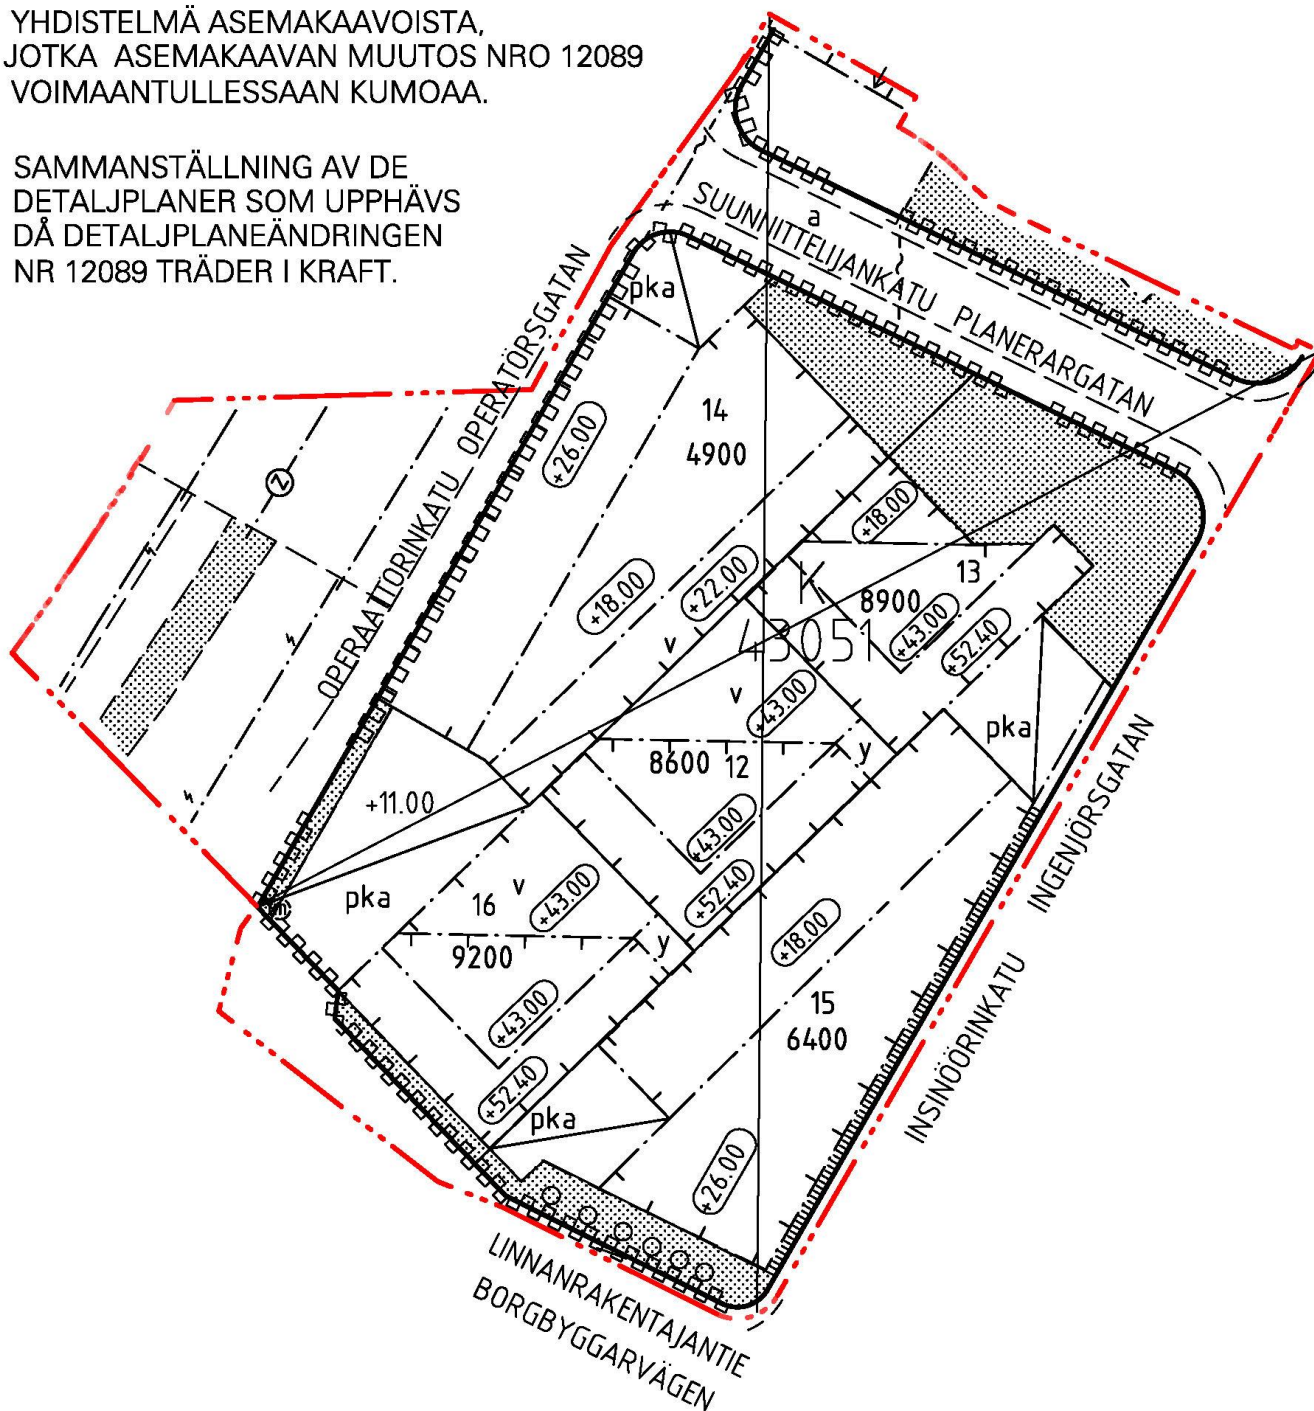 YHDISTELMÄ ASEMAKAAVOISTA,
JOTKA ASEMAKAAVAN MUUTOS NRO 12089
VOIMAANTULLESSAAN KUMOAA.
SAMMANSTÄLLNING AV DE
DETALJPLANER SOM UPPHÄVS
DÅ DETALJPLANEÄNDRINGEN
NR 12089 TRÄDER I KRAFT.
a
SUUNNITTELIJANKATU PLANERARGATAN
pka
OPERAATTORINKATU OPERATÖRSGATAN
14
4900
+26.00
+18.00
z
+18.00
+22.00
13
K
8900
43051
+43.00
+52.40
v
v
+43.00
pka
8600 12
y
+11.00
+43.00
+52.40
pka
16
v
+43.00
9200
y
+18.00
+43.00
15
6400
+52.40
pka
+26.00
INSINÖÖRINKATU INGENJÖRSGATAN
LINNANRAKENTAJANTIE
BORGBYGGARVÄGEN